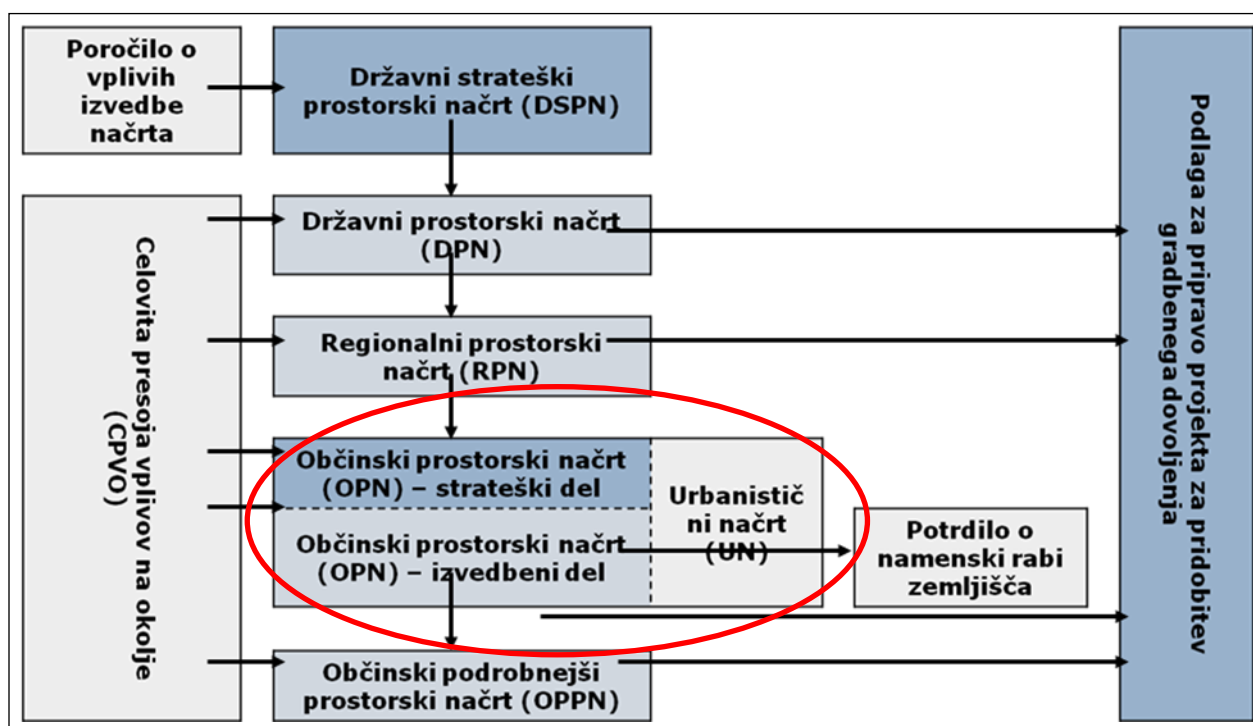 Poročilo o
vplivih
izvedbe
načrta
Državni strateški
prostorski načrt (DSPN)
Celovita presoja vplivov na okolje
(CPVO)
Državni prostorski načrt
(DPN)
Regionalni prostorski
načrt (RPN)
Občinski prostorski načrt
(OPN) – strateški del
Občinski prostorski načrt
(OPN) – izvedbeni del
Urbanistič
ni načrt
(UN)
Potrdilo o
namenski rabi
zemljišča
Občinski podrobnejši
prostorski načrt (OPPN)
Podlaga za pripravo projekta za pridobitev
gradbenega dovoljenja